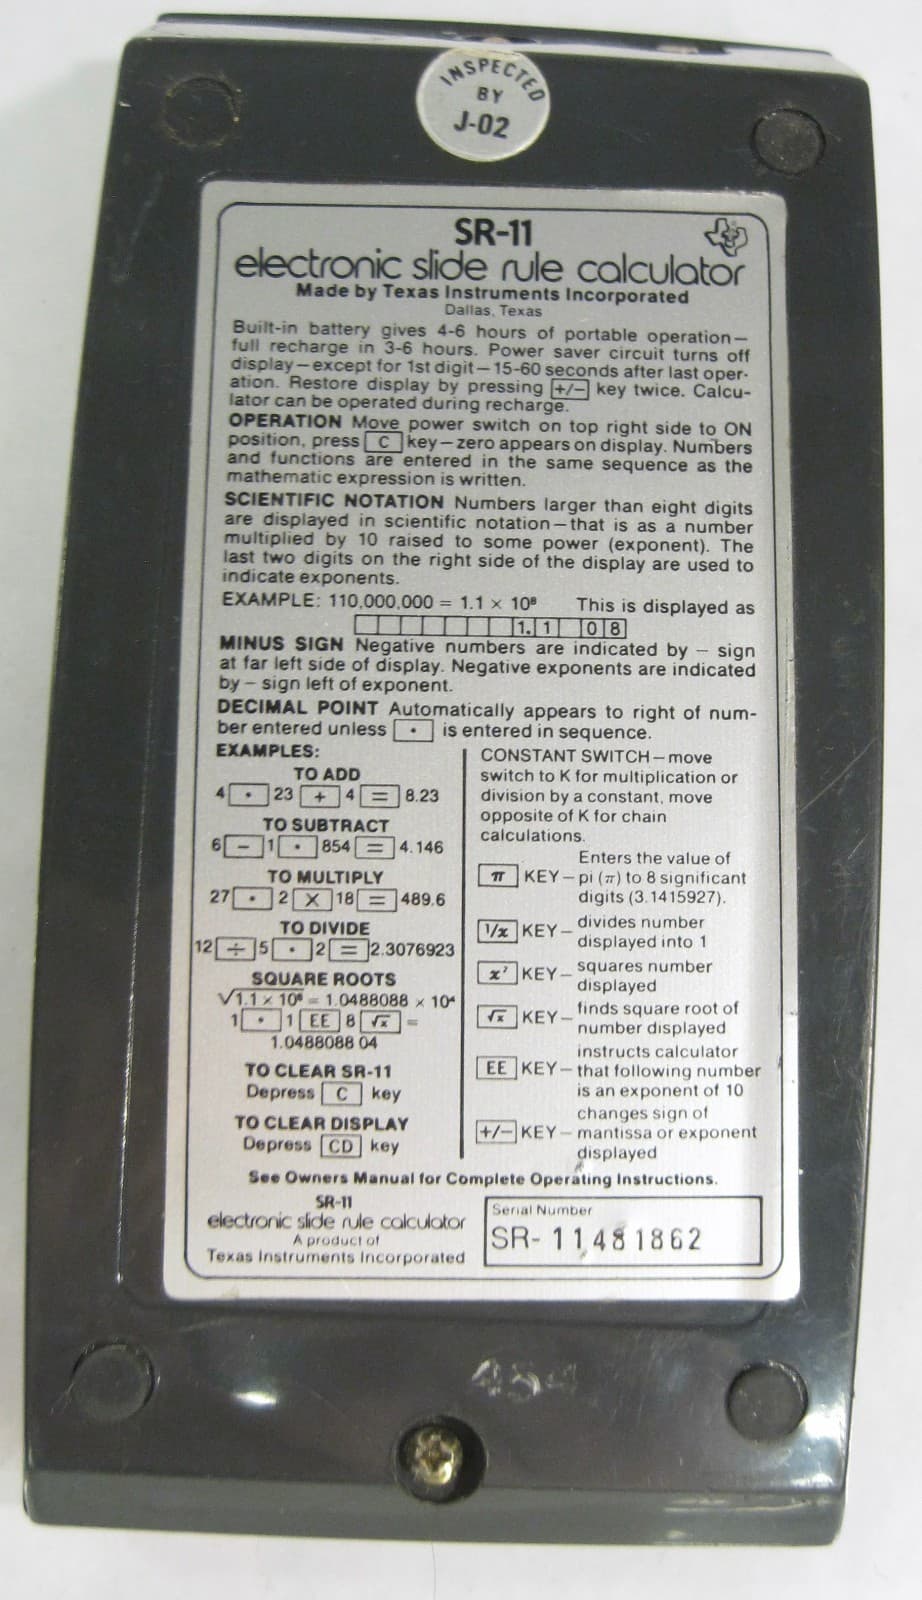 INSPECTED
BY
J-02
SR-11
electronic slide rule calculator
Made by Texas Instruments Incorporated
Dallas, Texas
Built-in battery gives 4-6 hours of portable operation—
full recharge in 3-6 hours. Power saver circuit turns off
display—except for 1st digit—15-60 seconds after last oper-
ation. Restore display by pressing +/− key twice. Calcu-
lator can be operated during recharge.
OPERATION Move power switch on top right side to ON
position, press C key—zero appears on display. Numbers
and functions are entered in the same sequence as the
mathematic expression is written.
SCIENTIFIC NOTATION Numbers larger than eight digits
are displayed in scientific notation—that is as a number
multiplied by 10 raised to some power (exponent). The
last two digits on the right side of the display are used to
indicate exponents.
EXAMPLE: 110,000,000 = 1.1 × 10⁸ This is displayed as
1. 1 0 8
MINUS SIGN Negative numbers are indicated by − sign
at far left side of display. Negative exponents are indicated
by − sign left of exponent.
DECIMAL POINT Automatically appears to right of num-
ber entered unless • is entered in sequence.
EXAMPLES:
TO ADD
4 • 23 + 4 = 8.23
TO SUBTRACT
6 − 1 • 854 = 4.146
TO MULTIPLY
27 • 2 × 18 = 489.6
TO DIVIDE
12 ÷ 5 • 2 = 2.3076923
SQUARE ROOTS
√1.1 × 10⁸ = 1.0488088 × 10⁴
1 • 1 EE 8 √x =
1.0488088 04
TO CLEAR SR-11
Depress C key
TO CLEAR DISPLAY
Depress CD key
CONSTANT SWITCH—move
switch to K for multiplication or
division by a constant, move
opposite of K for chain
calculations.
Enters the value of
π KEY—pi (π) to 8 significant
digits (3.1415927).
1/x KEY—divides number
displayed into 1
x² KEY—squares number
displayed
√x KEY—finds square root of
number displayed
instructs calculator
EE KEY—that following number
is an exponent of 10
changes sign of
+/− KEY—mantissa or exponent
displayed
See Owners Manual for Complete Operating Instructions.
SR-11
electronic slide rule calculator
A product of
Texas Instruments Incorporated
Serial Number
SR- 11481862
454